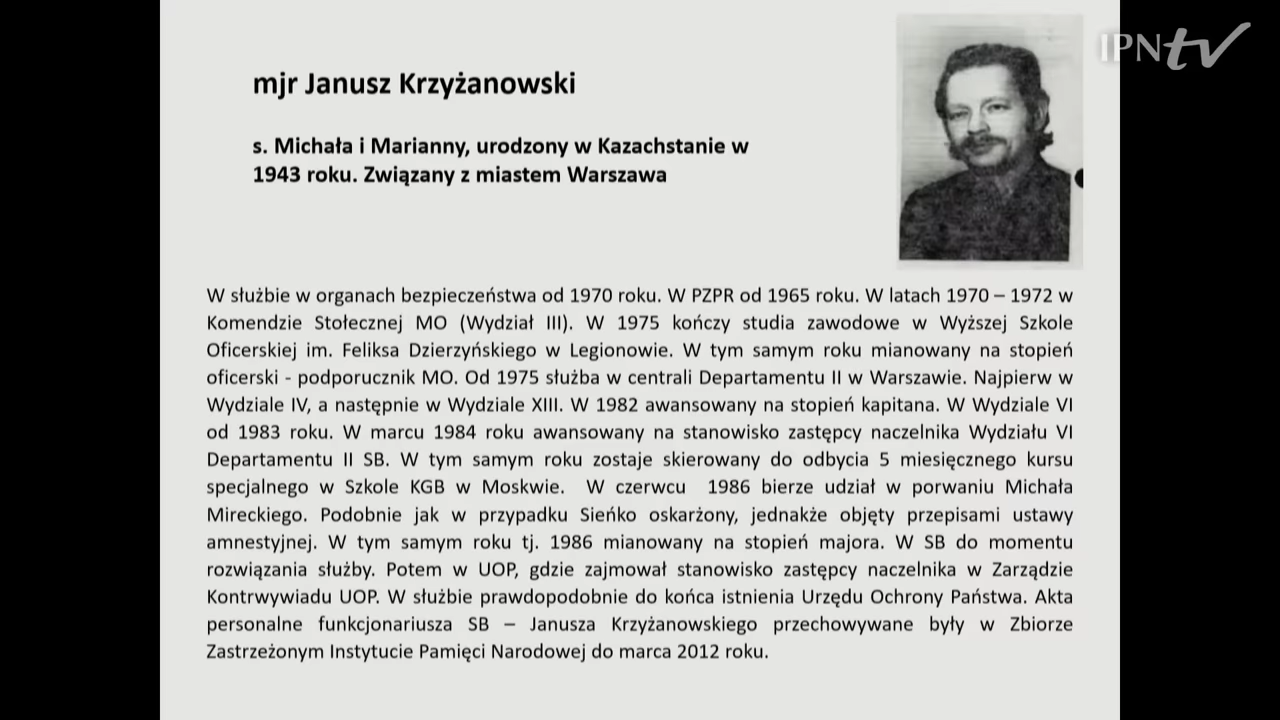 IPNtv
mjr Janusz Krzyżanowski
s. Michała i Marianny, urodzony w Kazachstanie w
1943 roku. Związany z miastem Warszawa
W służbie w organach bezpieczeństwa od 1970 roku. W PZPR od 1965 roku. W latach 1970 – 1972 w
Komendzie Stołecznej MO (Wydział III). W 1975 kończy studia zawodowe w Wyższej Szkole
Oficerskiej im. Feliksa Dzierzyńskiego w Legionowie. W tym samym roku mianowany na stopień
oficerski - podporucznik MO. Od 1975 służba w centrali Departamentu II w Warszawie. Najpierw w
Wydziale IV, a następnie w Wydziale XIII. W 1982 awansowany na stopień kapitana. W Wydziale VI
od 1983 roku. W marcu 1984 roku awansowany na stanowisko zastępcy naczelnika Wydziału VI
Departamentu II SB. W tym samym roku zostaje skierowany do odbycia 5 miesięcznego kursu
specjalnego w Szkole KGB w Moskwie. W czerwcu 1986 bierze udział w porwaniu Michała
Mireckiego. Podobnie jak w przypadku Sieńko oskarżony, jednakże objęty przepisami ustawy
amnestyjnej. W tym samym roku tj. 1986 mianowany na stopień majora. W SB do momentu
rozwiązania służby. Potem w UOP, gdzie zajmował stanowisko zastępcy naczelnika w Zarządzie
Kontrwywiadu UOP. W służbie prawdopodobnie do końca istnienia Urzędu Ochrony Państwa. Akta
personalne funkcjonariusza SB – Janusza Krzyżanowskiego przechowywane były w Zbiorze
Zastrzeżonym Instytucie Pamięci Narodowej do marca 2012 roku.